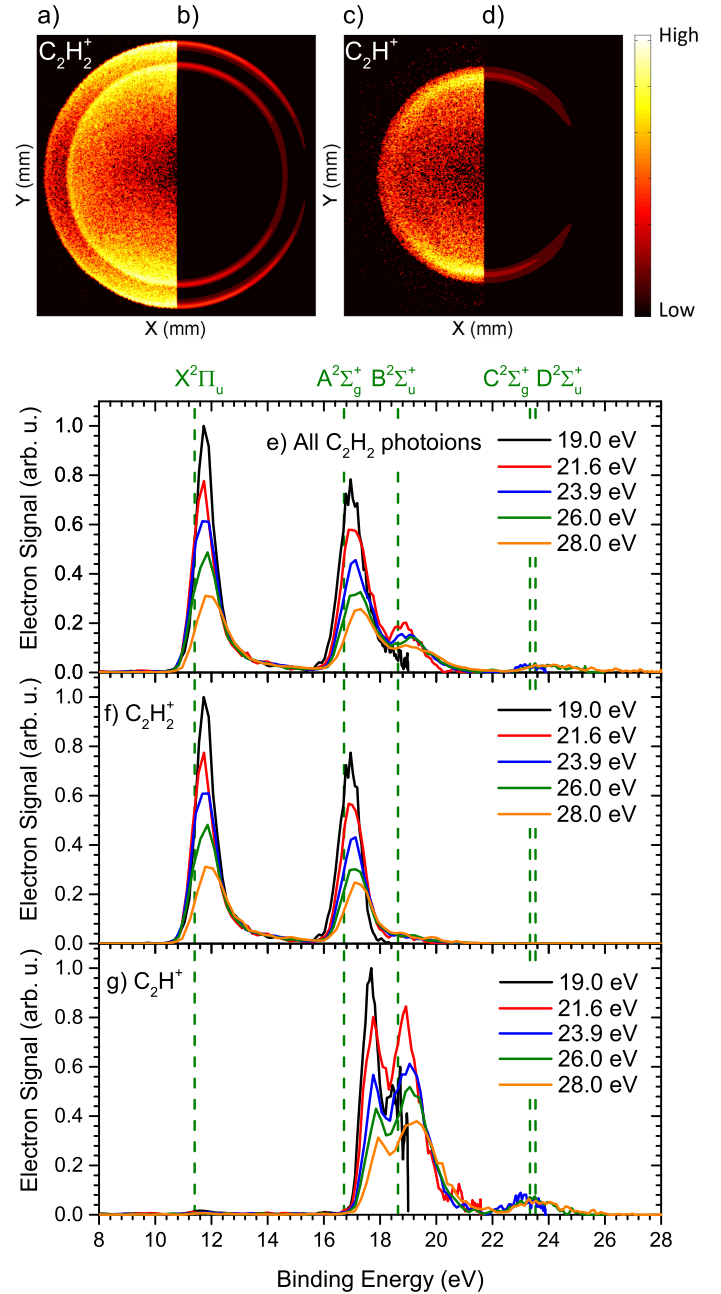 a) b) c) d)
C₂H₂⁺ C₂H⁺ High
Y (mm) Y (mm)
Low
X (mm) X (mm)
X²Πᵤ A²Σg⁺ B²Σᵤ⁺ C²Σg⁺ D²Σᵤ⁺
e) All C₂H₂ photoions
19.0 eV
21.6 eV
23.9 eV
26.0 eV
28.0 eV
1.0
0.8
0.6
0.4
0.2
0.0
Electron Signal (arb. u.)
f) C₂H₂⁺
19.0 eV
21.6 eV
23.9 eV
26.0 eV
28.0 eV
1.0
0.8
0.6
0.4
0.2
0.0
Electron Signal (arb. u.)
g) C₂H⁺
19.0 eV
21.6 eV
23.9 eV
26.0 eV
28.0 eV
1.0
0.8
0.6
0.4
0.2
0.0
Electron Signal (arb. u.)
8 10 12 14 16 18 20 22 24 26 28
Binding Energy (eV)